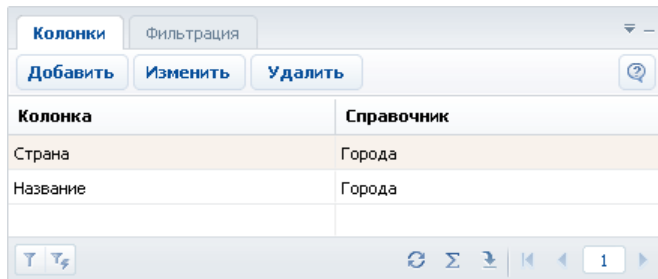 Колонки Фильтрация
Добавить Изменить Удалить
Колонка Справочник
Страна Города
Название Города
Σ 1